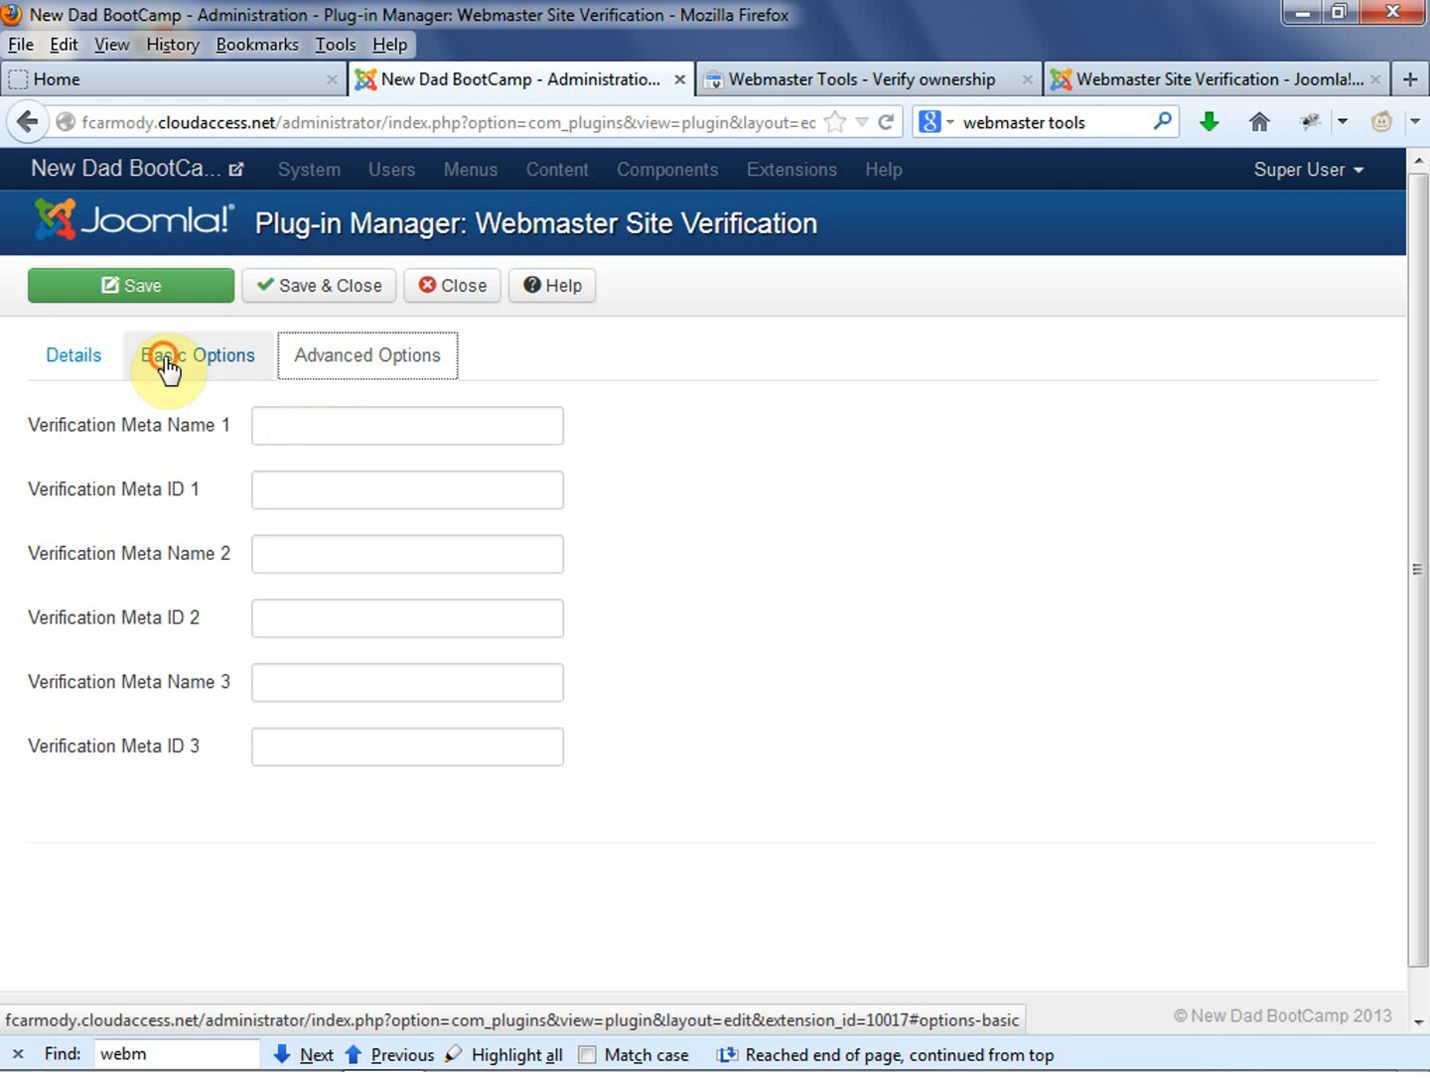 New Dad BootCamp - Administration - Plug-in Manager: Webmaster Site Verification - Mozilla Firefox
File Edit View History Bookmarks Tools Help
Home
New Dad BootCamp - Administratio...
Webmaster Tools - Verify ownership
Webmaster Site Verification - Joomla!...
fcarmody.cloudaccess.net/administrator/index.php?option=com_plugins&view=plugin&layout=ec
webmaster tools
New Dad BootCa... System Users Menus Content Components Extensions Help Super User
Joomla!® Plug-in Manager: Webmaster Site Verification
Save Save & Close Close Help
Details Basic Options Advanced Options
Verification Meta Name 1
Verification Meta ID 1
Verification Meta Name 2
Verification Meta ID 2
Verification Meta Name 3
Verification Meta ID 3
fcarmody.cloudaccess.net/administrator/index.php?option=com_plugins&view=plugin&layout=edit&extension_id=10017#options-basic
© New Dad BootCamp 2013
Find: webm Next Previous Highlight all Match case Reached end of page, continued from top